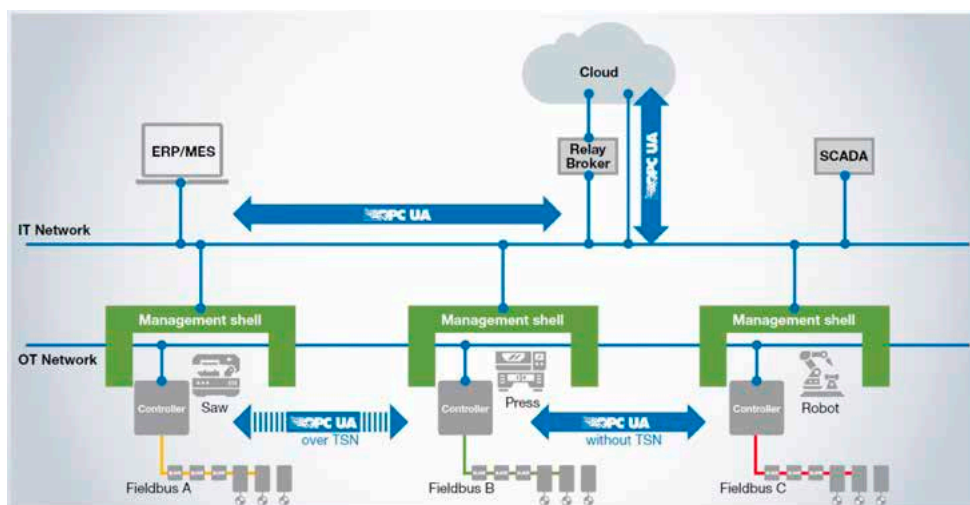 Cloud
ERP/MES
Relay
Broker
SCADA
OPC UA
OPC UA
IT Network
Management shell
Management shell
Management shell
OT Network
Controller
Saw
Controller
Press
Controller
Robot
OPC UA
over TSN
OPC UA
without TSN
Fieldbus A
Fieldbus B
Fieldbus C